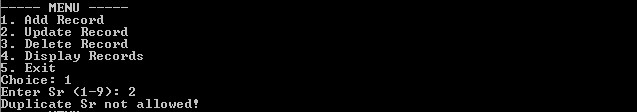 ----- MENU -----
1. Add Record
2. Update Record
3. Delete Record
4. Display Records
5. Exit
Choice: 1
Enter Sr (1-9): 2
Duplicate Sr not allowed!